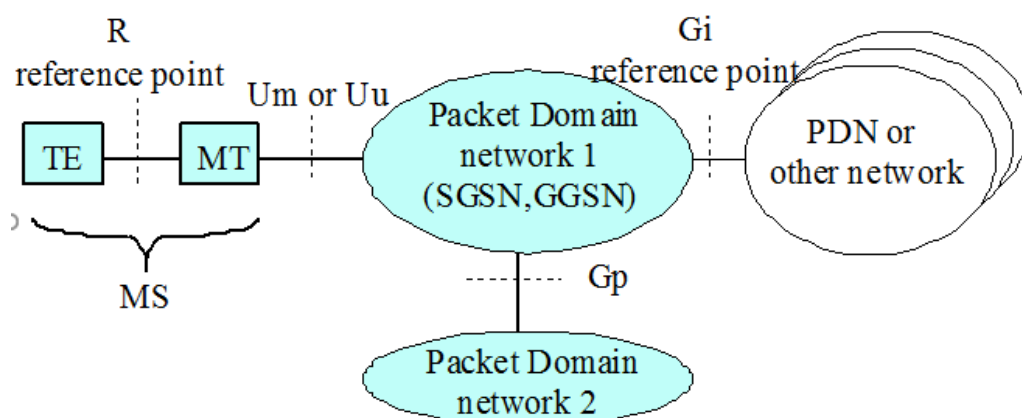 R
reference point
Um or Uu
Gi
reference point
TE
MT
Packet Domain
network 1
(SGSN,GGSN)
PDN or
other network
MS
Gp
Packet Domain
network 2